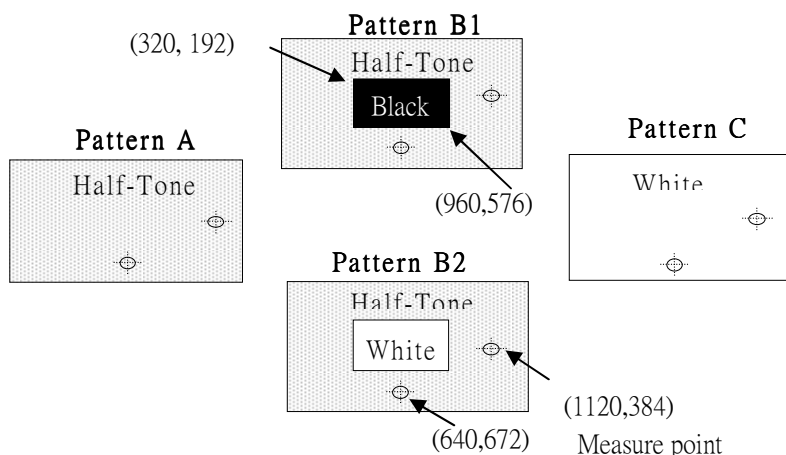 Pattern B1
(320, 192)
Half-Tone
Black
Pattern A
Half-Tone
Pattern C
White
(960,576)
Pattern B2
Half-Tone
White
(1120,384)
(640,672)
Measure point